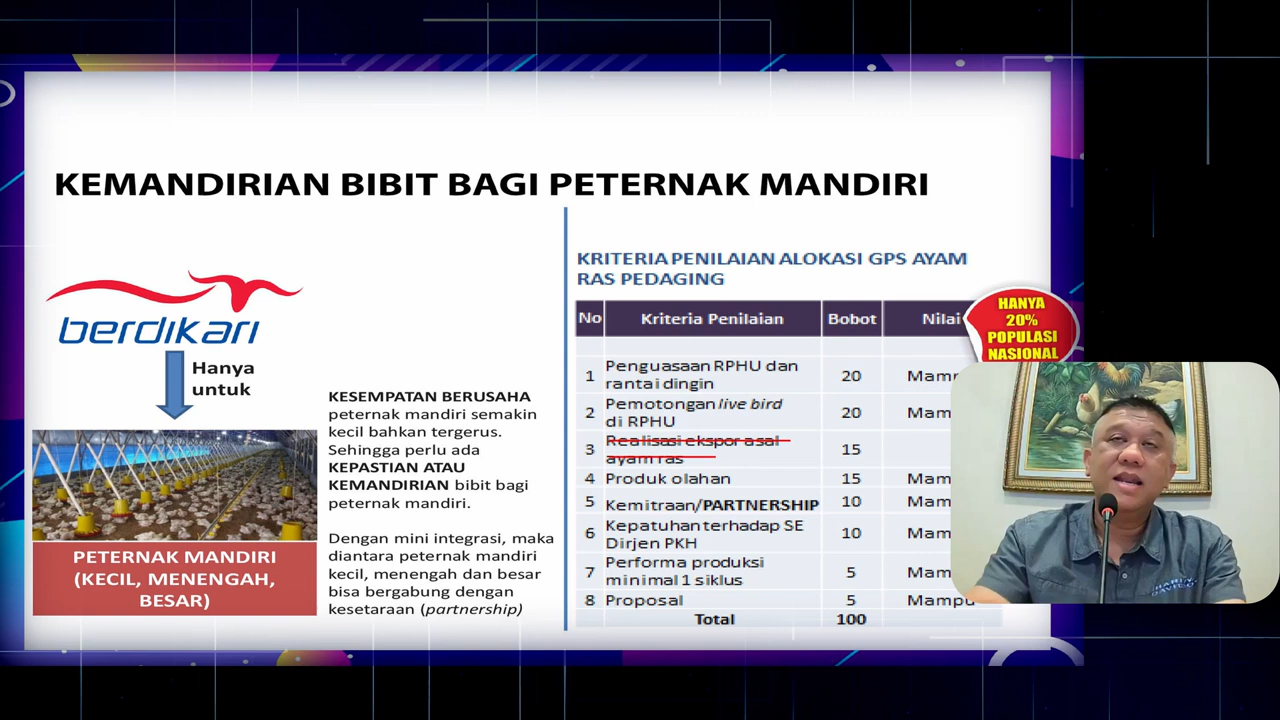 KEMANDIRIAN BIBIT BAGI PETERNAK MANDIRI
berdikari
Hanya
untuk
PETERNAK MANDIRI
(KECIL, MENENGAH,
BESAR)
KESEMPATAN BERUSAHA
peternak mandiri semakin
kecil bahkan tergerus.
Sehingga perlu ada
KEPASTIAN ATAU
KEMANDIRIAN bibit bagi
peternak mandiri.
Dengan mini integrasi, maka
diantara peternak mandiri
kecil, menengah dan besar
bisa bergabung dengan
kesetaraan (partnership)
KRITERIA PENILAIAN ALOKASI GPS AYAM
RAS PEDAGING
No Kriteria Penilaian Bobot Nilai
1 Penguasaan RPHU dan
rantai dingin 20
2 Pemotongan live bird
di RPHU 20
3 Realisasi ekspor asal
ayam ras 15
4 Produk olahan 15
5 Kemitraan/PARTNERSHIP 10
6 Kepatuhan terhadap SE
Dirjen PKH 10
7 Performa produksi
minimal 1 siklus 5
8 Proposal 5 Mampu
Total 100
HANYA
20%
POPULASI
NASIONAL